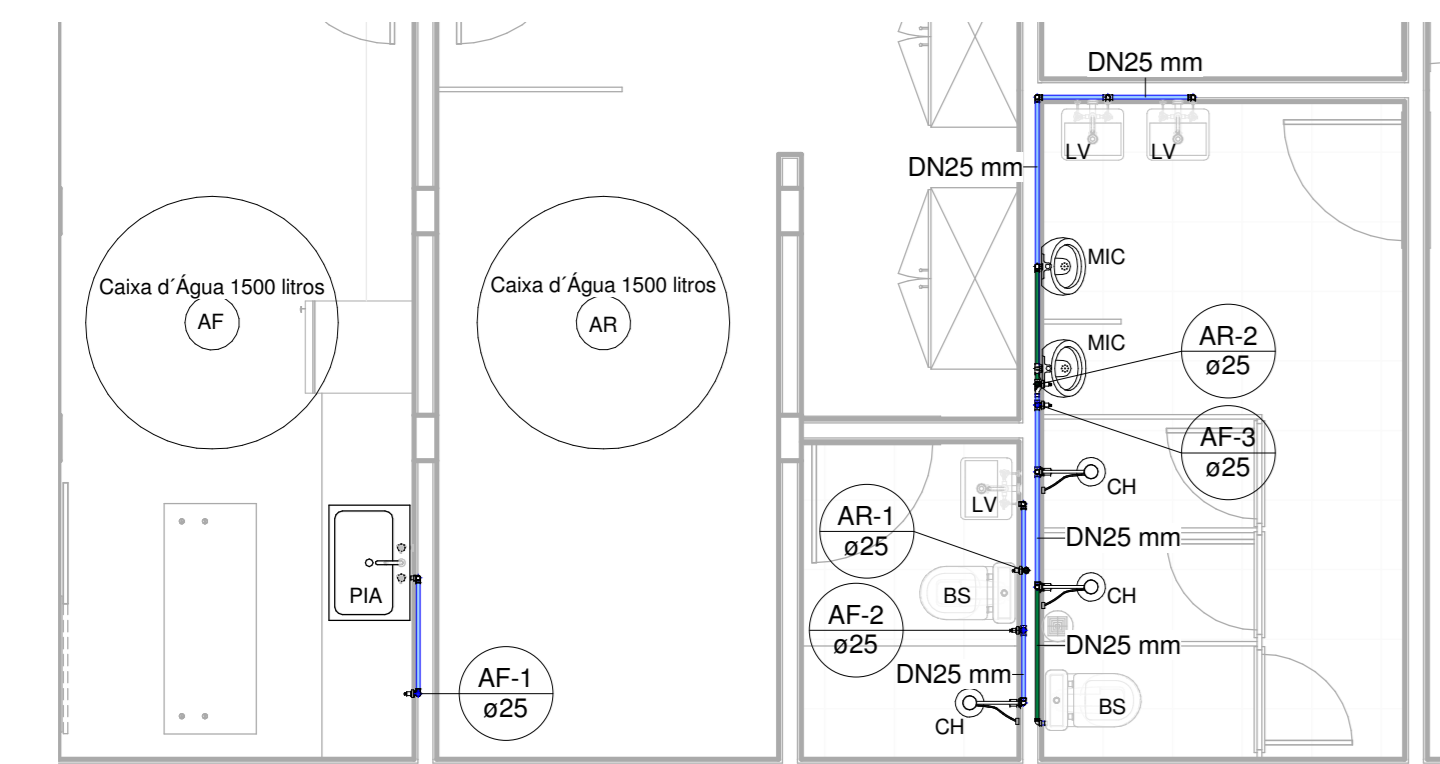 DN25 mm
LV
LV
DN25 mm
MIC
Caixa d´Água 1500 litros
AF
Caixa d´Água 1500 litros
AR
MIC
AR-2
ø25
AF-3
ø25
CH
LV
AR-1
ø25
DN25 mm
PIA
BS
CH
AF-2
ø25
DN25 mm
DN25 mm
AF-1
ø25
CH
BS